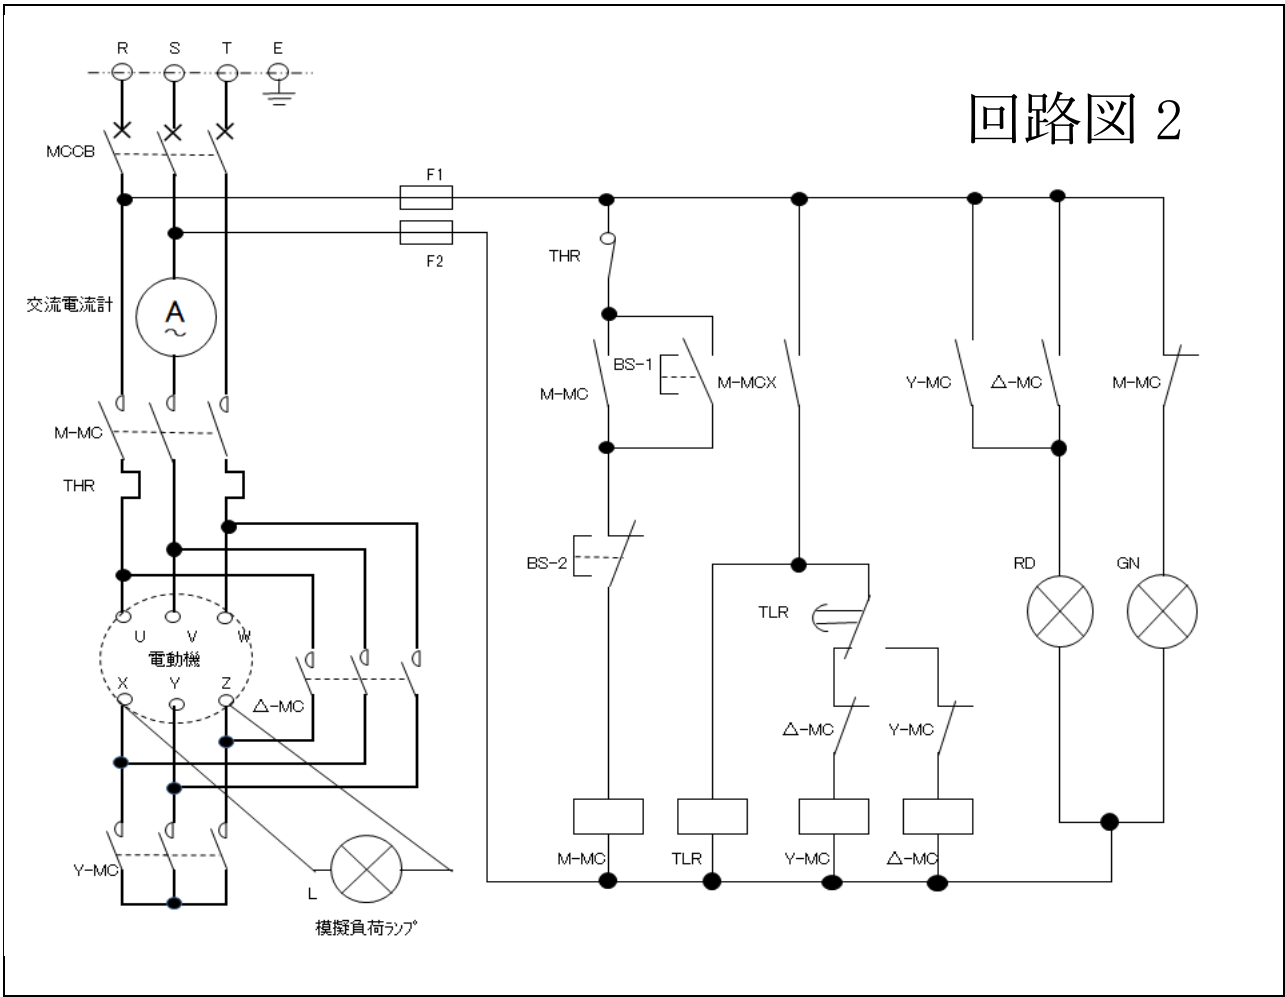 R S T E
回路図2
MCCB
F1
F2
THR
交流電流計
A
M-MC
BS-1
M-MCX
Y-MC
△-MC
M-MC
M-MC
THR
BS-2
RD
GN
TLR
U V W
電動機
X Y Z
△-MC
△-MC
Y-MC
Y-MC
M-MC
TLR
Y-MC
△-MC
L
模擬負荷ランプ